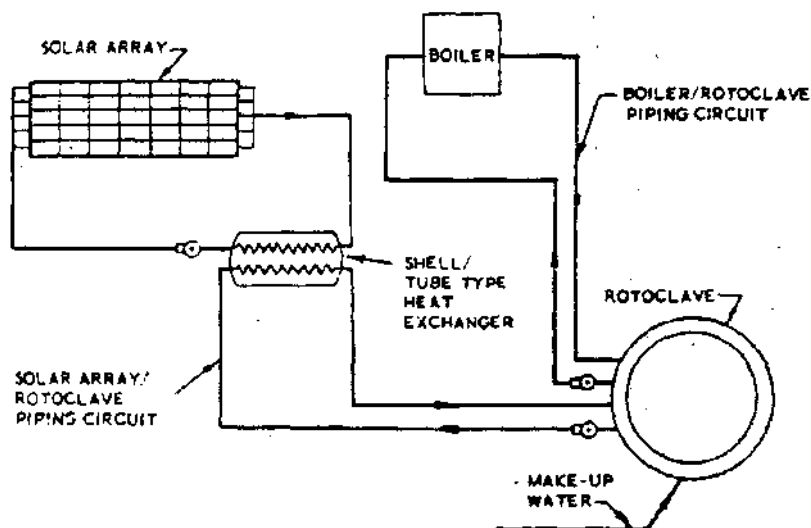 SOLAR ARRAY
BOILER
BOILER/ROTOCLAVE
PIPING CIRCUIT
SHELL/
TUBE TYPE
HEAT
EXCHANGER
ROTOCLAVE
SOLAR ARRAY/
ROTOCLAVE
PIPING CIRCUIT
MAKE-UP
WATER